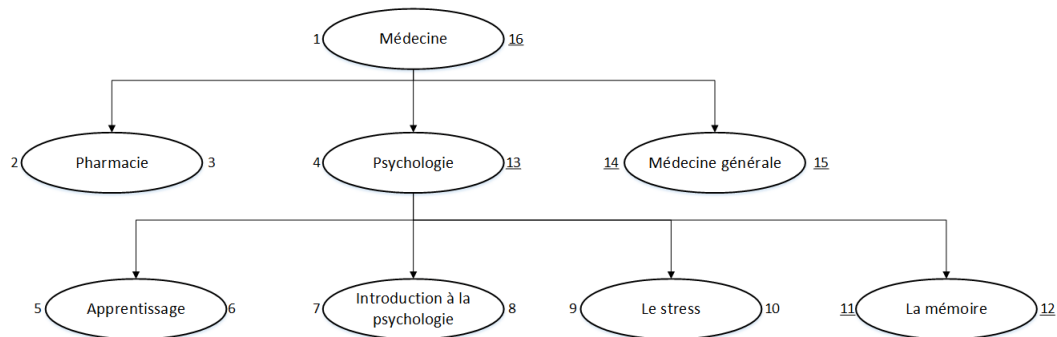 1 Médecine 16
2 Pharmacie 3 4 Psychologie 13 14 Médecine générale 15
5 Apprentissage 6 7 Introduction à la psychologie 8 9 Le stress 10 11 La mémoire 12